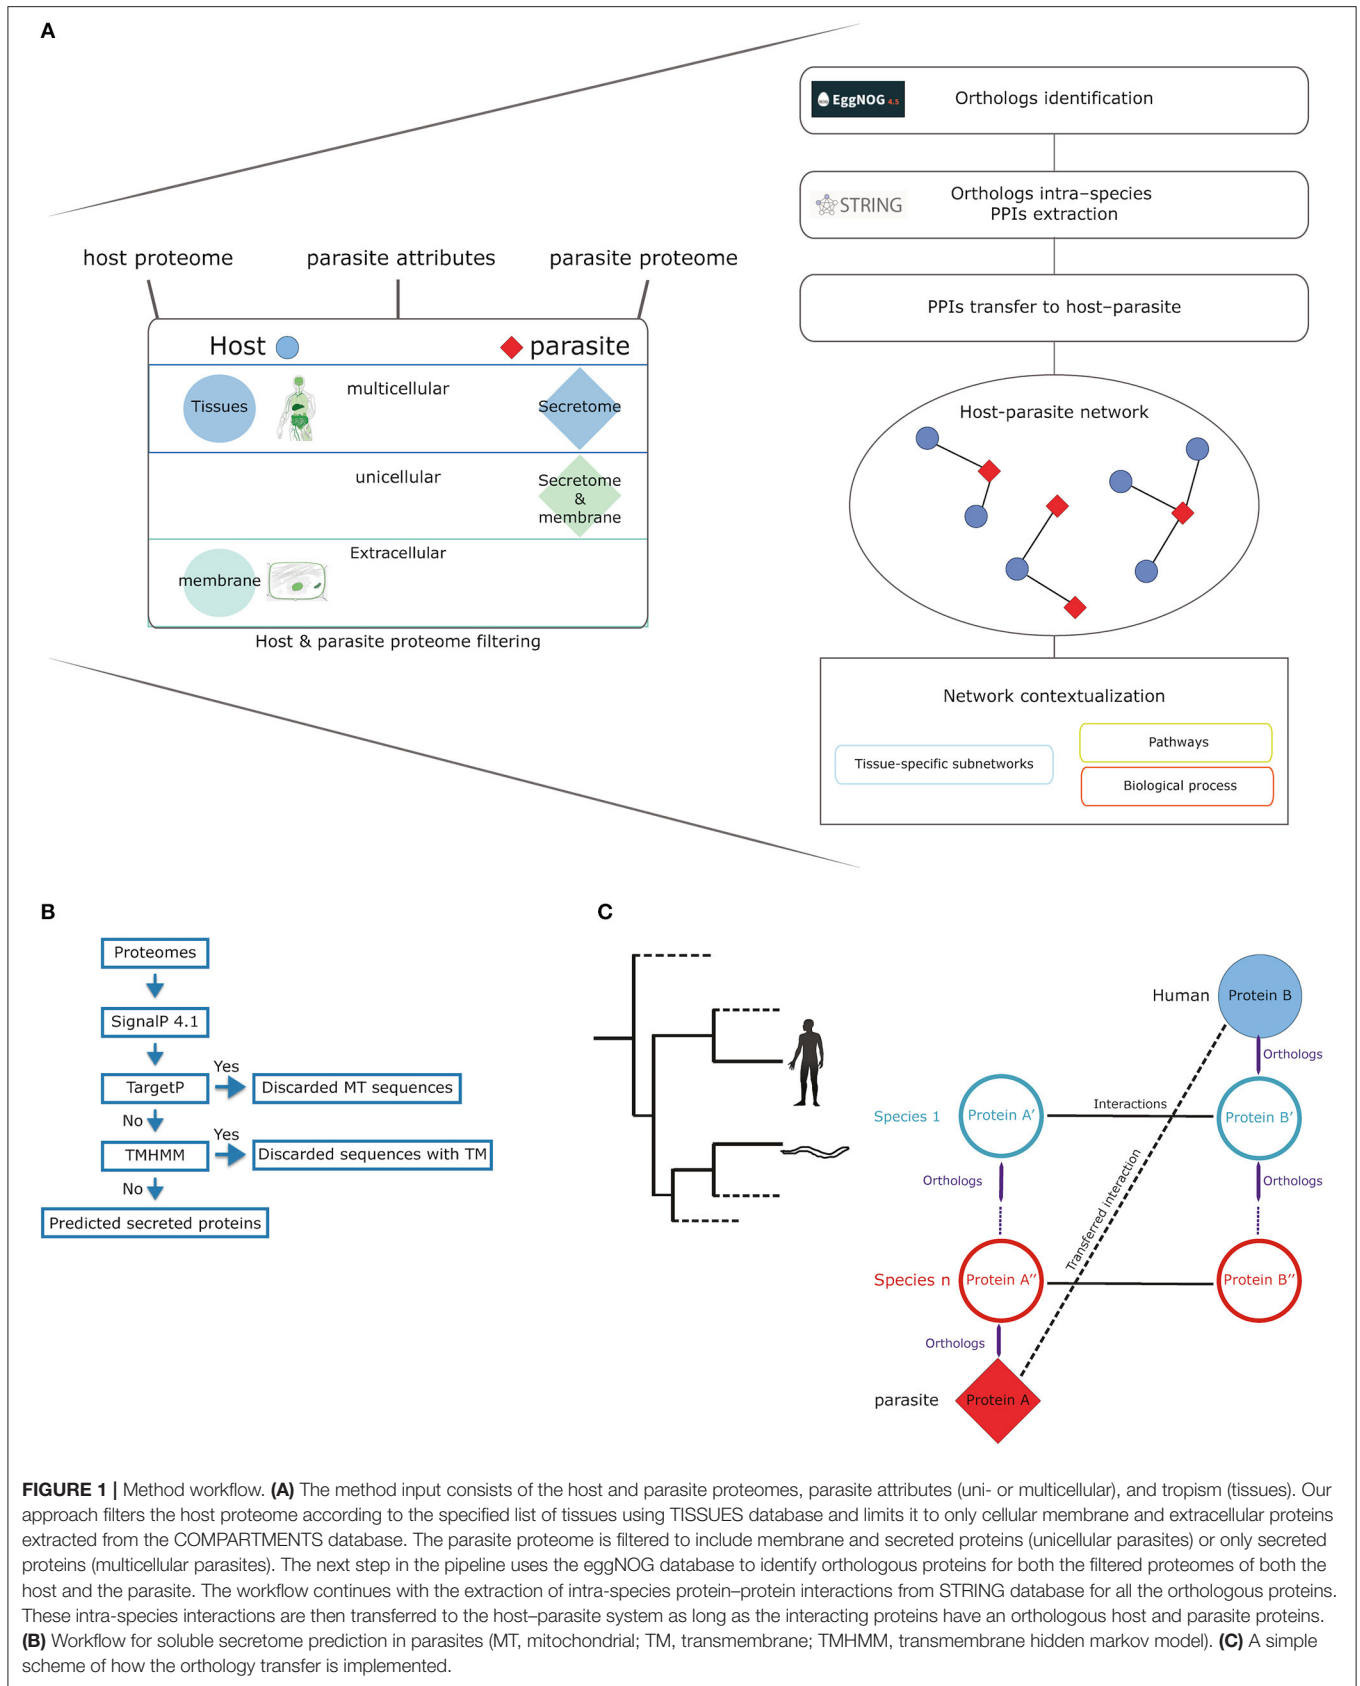 A
EggNOG 4.5
Orthologs identification
STRING
Orthologs intra–species
PPIs extraction
host proteome
parasite attributes
parasite proteome
PPIs transfer to host–parasite
Host
parasite
Tissues
multicellular
Secretome
unicellular
Secretome
&
membrane
Extracellular
membrane
Host & parasite proteome filtering
Host-parasite network
Network contextualization
Tissue-specific subnetworks
Pathways
Biological process
B
Proteomes
SignalP 4.1
TargetP
Yes
Discarded MT sequences
No
TMHMM
Yes
Discarded sequences with TM
No
Predicted secreted proteins
C
Human
Protein B
Orthologs
Species 1
Protein A′
Interactions
Protein B′
Orthologs
Orthologs
Transferred interaction
Species n
Protein A′′
Protein B′′
Orthologs
parasite
Protein A
FIGURE 1 | Method workflow. (A) The method input consists of the host and parasite proteomes, parasite attributes (uni- or multicellular), and tropism (tissues). Our
approach filters the host proteome according to the specified list of tissues using TISSUES database and limits it to only cellular membrane and extracellular proteins
extracted from the COMPARTMENTS database. The parasite proteome is filtered to include membrane and secreted proteins (unicellular parasites) or only secreted
proteins (multicellular parasites). The next step in the pipeline uses the eggNOG database to identify orthologous proteins for both the filtered proteomes of both the
host and the parasite. The workflow continues with the extraction of intra-species protein–protein interactions from STRING database for all the orthologous proteins.
These intra-species interactions are then transferred to the host–parasite system as long as the interacting proteins have an orthologous host and parasite proteins.
(B) Workflow for soluble secretome prediction in parasites (MT, mitochondrial; TM, transmembrane; TMHMM, transmembrane hidden markov model). (C) A simple
scheme of how the orthology transfer is implemented.